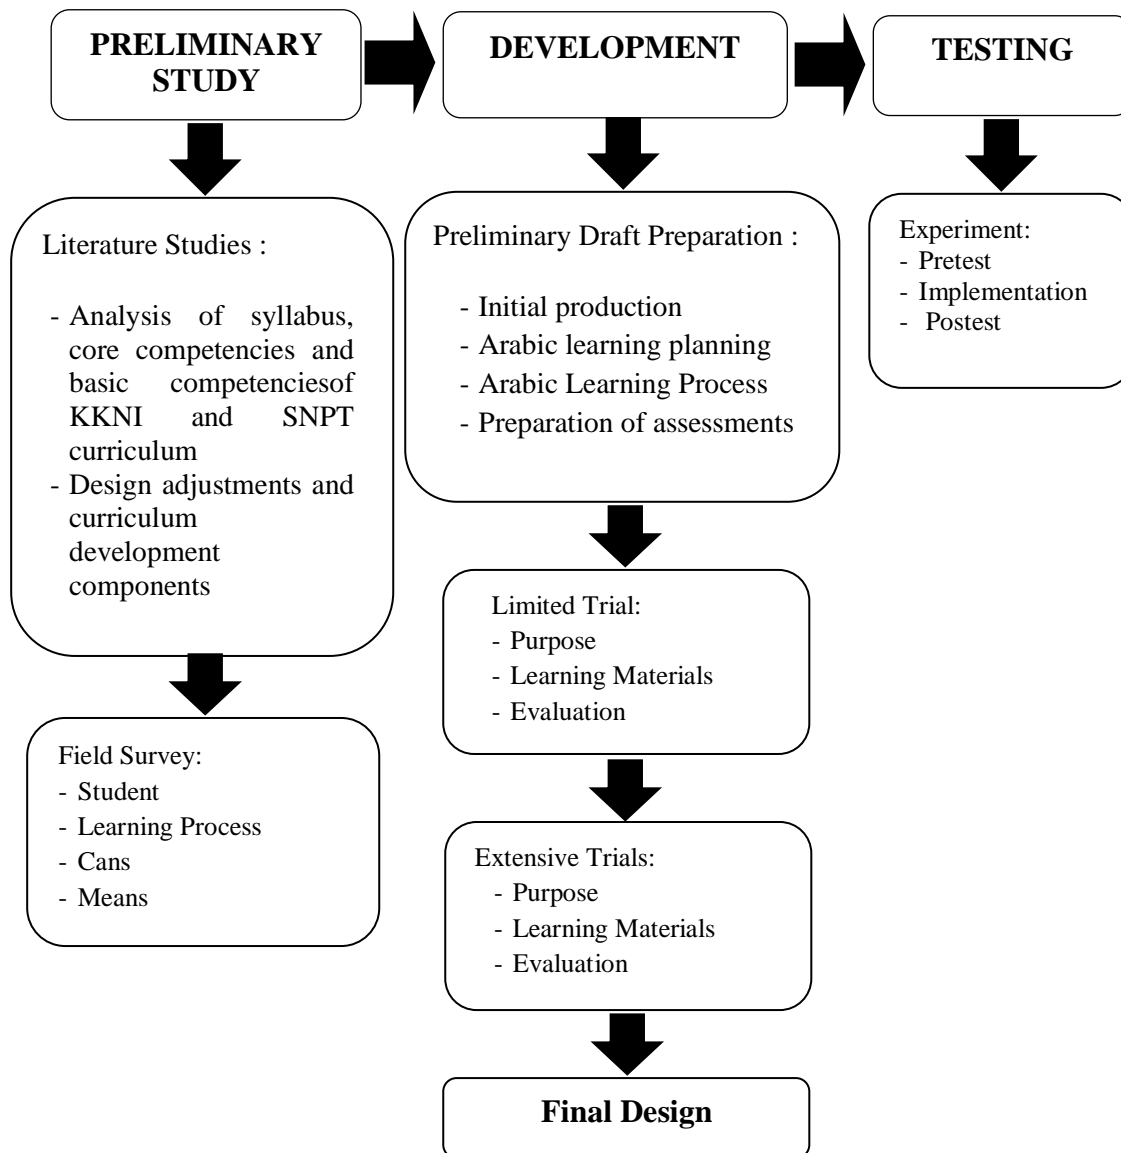 PRELIMINARY
STUDY
Literature Studies :
- Analysis of syllabus,
core competencies and
basic competenciesof
KKNI and SNPT
curriculum
- Design adjustments and
curriculum
development
components
Field Survey:
- Student
- Learning Process
- Cans
- Means
DEVELOPMENT
Preliminary Draft Preparation :
- Initial production
- Arabic learning planning
- Arabic Learning Process
- Preparation of assessments
Limited Trial:
- Purpose
- Learning Materials
- Evaluation
Extensive Trials:
- Purpose
- Learning Materials
- Evaluation
Final Design
TESTING
Experiment:
- Pretest
- Implementation
- Postest